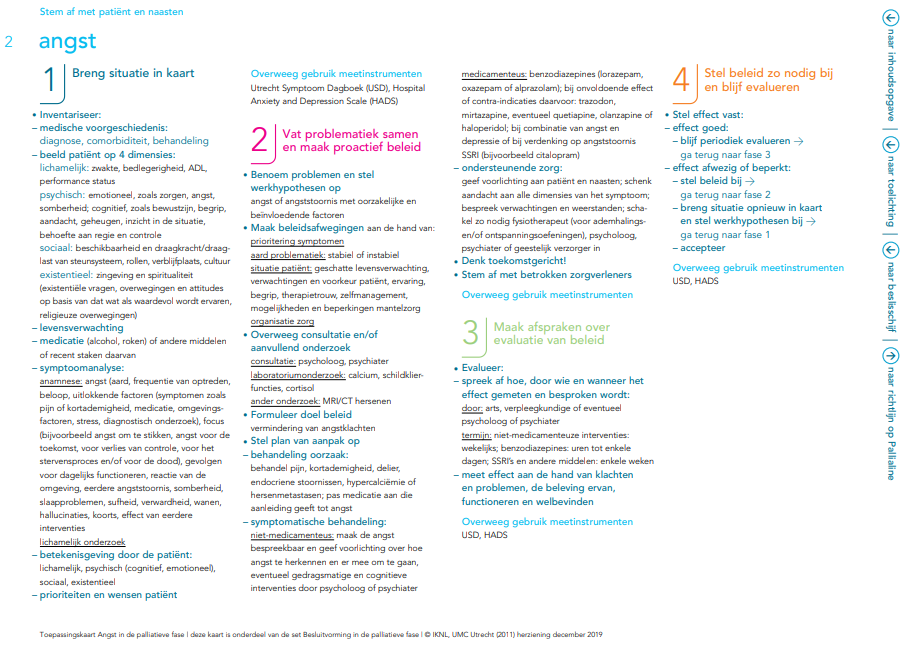 Stem af met patiënt en naasten
2
angst
1
Breng situatie in kaart
• Inventariseer:
– medische voorgeschiedenis:
diagnose, comorbiditeit, behandeling
– beeld patiënt op 4 dimensies:
lichamelijk: zwakte, bedlegerigheid, ADL,
performance status
psychisch: emotioneel, zoals zorgen, angst,
somberheid; cognitief, zoals bewustzijn, begrip,
aandacht, geheugen, inzicht in de situatie,
behoefte aan regie en controle
sociaal: beschikbaarheid en draagkracht/draag-
last van steunsysteem, rollen, verblijfplaats, cultuur
existentieel: zingeving en spiritualiteit
(existentiële vragen, overwegingen en attitudes
op basis van dat wat als waardevol wordt ervaren,
religieuze overwegingen)
– levensverwachting
– medicatie (alcohol, roken) of andere middelen
of recent staken daarvan
– symptoomanalyse:
anamnese: angst (aard, frequentie van optreden,
beloop, uitlokkende factoren (symptomen zoals
pijn of kortademigheid, medicatie, omgevings-
factoren, stress, diagnostisch onderzoek), focus
(bijvoorbeeld angst om te stikken, angst voor de
toekomst, voor verlies van controle, voor het
stervensproces en/of voor de dood), gevolgen
voor dagelijks functioneren, reactie van de
omgeving, eerdere angststoornis, somberheid,
slaapproblemen, sufheid, verwardheid, wanen,
hallucinaties, koorts, effect van eerdere
interventies
lichamelijk onderzoek
– betekenisgeving door de patiënt:
lichamelijk, psychisch (cognitief, emotioneel),
sociaal, existentieel
– prioriteiten en wensen patiënt
Overweeg gebruik meetinstrumenten
Utrecht Symptoom Dagboek (USD), Hospital
Anxiety and Depression Scale (HADS)
2
Vat problematiek samen
en maak proactief beleid
• Benoem problemen en stel
werkhypothesen op
angst of angststoornis met oorzakelijke en
beïnvloedende factoren
• Maak beleidsafwegingen aan de hand van:
prioritering symptomen
aard problematiek: stabiel of instabiel
situatie patiënt: geschatte levensverwachting,
verwachtingen en voorkeur patiënt, ervaring,
begrip, therapietrouw, zelfmanagement,
mogelijkheden en beperkingen mantelzorg
organisatie zorg
• Overweeg consultatie en/of
aanvullend onderzoek
consultatie: psycholoog, psychiater
laboratoriumonderzoek: calcium, schildklier-
functies, cortisol
ander onderzoek: MRI/CT hersenen
• Formuleer doel beleid
vermindering van angstklachten
• Stel plan van aanpak op
– behandeling oorzaak:
behandel pijn, kortademigheid, delier,
endocriene stoornissen, hypercalciëmie of
hersenmetastasen; pas medicatie aan die
aanleiding geeft tot angst
– symptomatische behandeling:
niet-medicamenteus: maak de angst
bespreekbaar en geef voorlichting over hoe
angst te herkennen en er mee om te gaan,
eventueel gedragsmatige en cognitieve
interventies door psycholoog of psychiater
medicamenteus: benzodiazepines (lorazepam,
oxazepam of alprazolam); bij onvoldoende effect
of contra-indicaties daarvoor: trazodon,
mirtazapine, eventueel quetiapine, olanzapine of
haloperidol; bij combinatie van angst en
depressie of bij verdenking op angststoornis
SSRI (bijvoorbeeld citalopram)
– ondersteunende zorg:
geef voorlichting aan patiënt en naasten; schenk
aandacht aan alle dimensies van het symptoom;
bespreek verwachtingen en weerstanden; scha-
kel zo nodig fysiotherapeut (voor ademhalings-
en/of ontspanningsoefeningen), psycholoog,
psychiater of geestelijk verzorger in
• Denk toekomstgericht!
• Stem af met betrokken zorgverleners
Overweeg gebruik meetinstrumenten
3
Maak afspraken over
evaluatie van beleid
• Evalueer:
– spreek af hoe, door wie en wanneer het
effect gemeten en besproken wordt:
door: arts, verpleegkundige of eventueel
psycholoog of psychiater
termijn: niet-medicamenteuze interventies:
wekelijks; benzodiazepines: uren tot enkele
dagen; SSRI's en andere middelen: enkele weken
– meet effect aan de hand van klachten
en problemen, de beleving ervan,
functioneren en welbevinden
Overweeg gebruik meetinstrumenten
USD, HADS
4
Stel beleid zo nodig bij
en blijf evalueren
• Stel effect vast:
– effect goed:
– blijf periodiek evalueren →
ga terug naar fase 3
– effect afwezig of beperkt:
– stel beleid bij →
ga terug naar fase 2
– breng situatie opnieuw in kaart
en stel werkhypothesen bij →
ga terug naar fase 1
– accepteer
Overweeg gebruik meetinstrumenten
USD, HADS
naar inhoudsopgave
naar toelichting
naar beslisschijf
naar richtlijn op Pallialine
Toepassingskaart Angst in de palliatieve fase | deze kaart is onderdeel van de set Besluitvorming in de palliatieve fase | © IKNL, UMC Utrecht (2011) herziening december 2019